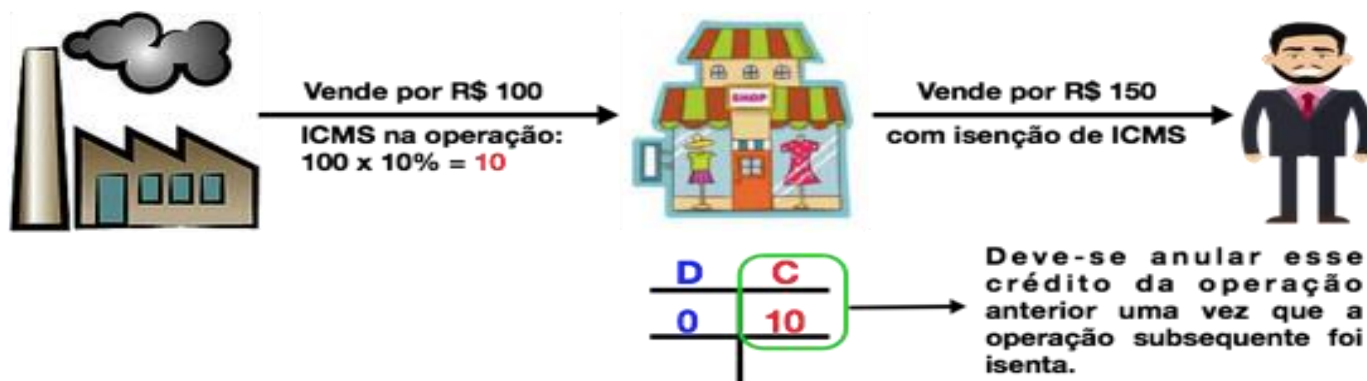 Vende por R$ 100
ICMS na operação:
100 x 10% = 10
SHOP
Vende por R$ 150
com isenção de ICMS
D C
0 10
Deve-se anular esse
crédito da operação
anterior uma vez que a
operação subsequente foi
isenta.